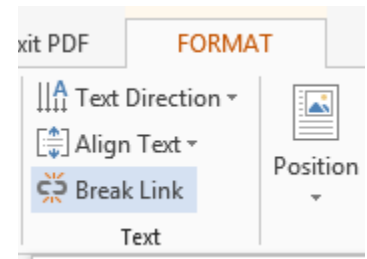 xit PDF
FORMAT
Text Direction
Align Text
Break Link
Position
Text